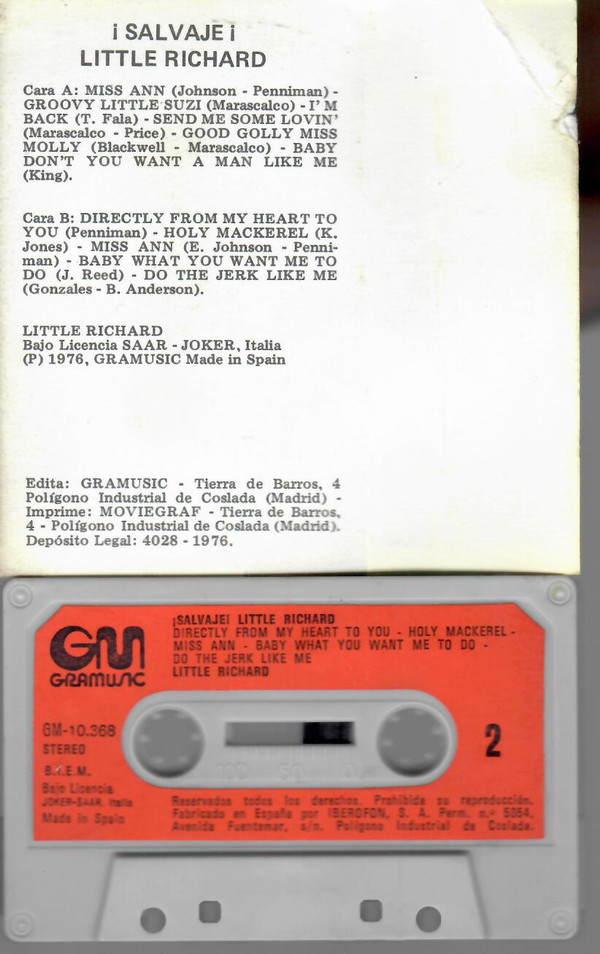 ¡ SALVAJE ¡
LITTLE RICHARD
Cara A: MISS ANN (Johnson - Penniman) -
GROOVY LITTLE SUZI (Marascalco) - I' M
BACK (T. Fala) - SEND ME SOME LOVIN'
(Marascalco - Price) - GOOD GOLLY MISS
MOLLY (Blackwell - Marascalco) - BABY
DON'T YOU WANT A MAN LIKE ME
(King).
Cara B: DIRECTLY FROM MY HEART TO
YOU (Penniman) - HOLY MACKEREL (K.
Jones) - MISS ANN (E. Johnson - Penni-
man) - BABY WHAT YOU WANT ME TO
DO (J. Reed) - DO THE JERK LIKE ME
(Gonzales - B. Anderson).
LITTLE RICHARD
Bajo Licencia SAAR - JOKER, Italia
(P) 1976, GRAMUSIC Made in Spain
Edita: GRAMUSIC - Tierra de Barros, 4
Polígono Industrial de Coslada (Madrid) -
Imprime: MOVIEGRAF - Tierra de Barros,
4 - Polígono Industrial de Coslada (Madrid).
Depósito Legal: 4028 - 1976.
¡SALVAJE! LITTLE RICHARD
DIRECTLY FROM MY HEART TO YOU - HOLY MACKEREL -
MISS ANN - BABY WHAT YOU WANT ME TO DO -
DO THE JERK LIKE ME
LITTLE RICHARD
GM
GRAMUSIC
GM-10.368
STEREO
B.I.E.M.
Bajo Licencia
JOKER-SAAR, Italia
Made in Spain
2
100 50 0
Reservados todos los derechos. Prohibida su reproducción.
Fabricado en España por IBEROFON, S. A. Perm. n.º 5054,
Avenida Fuentemar, s/n. Polígono Industrial de Coslada.